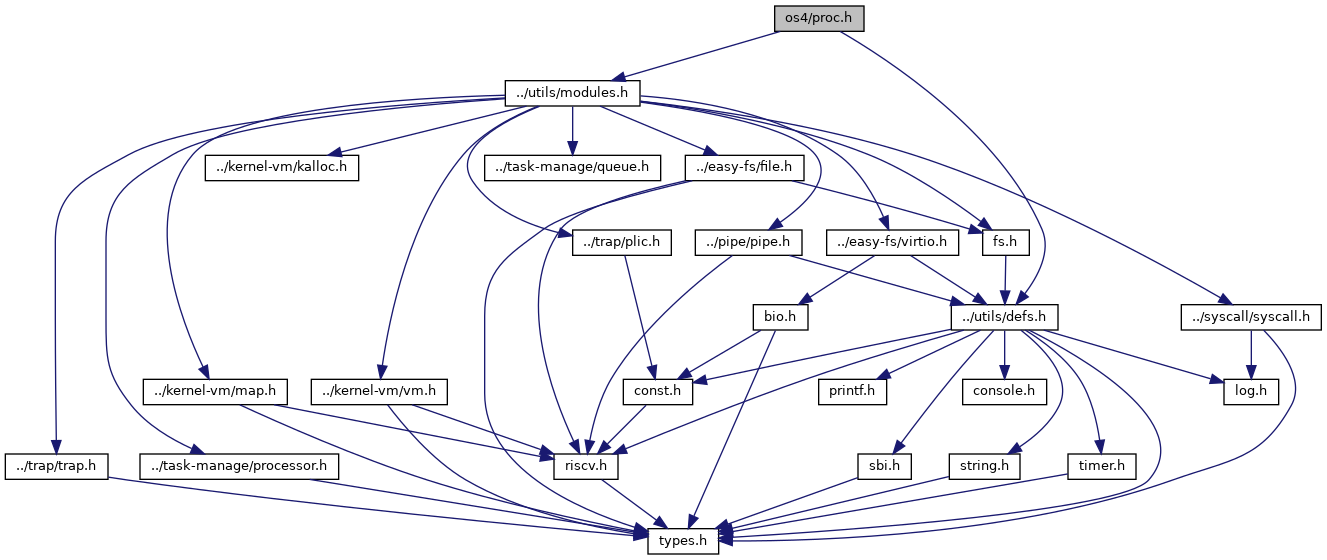 os4/proc.h
../utils/modules.h
../kernel-vm/kalloc.h
../task-manage/queue.h
../easy-fs/file.h
../trap/plic.h
../pipe/pipe.h
../easy-fs/virtio.h
fs.h
bio.h
../utils/defs.h
../syscall/syscall.h
../kernel-vm/map.h
../kernel-vm/vm.h
const.h
printf.h
console.h
log.h
../trap/trap.h
../task-manage/processor.h
riscv.h
sbi.h
string.h
timer.h
types.h